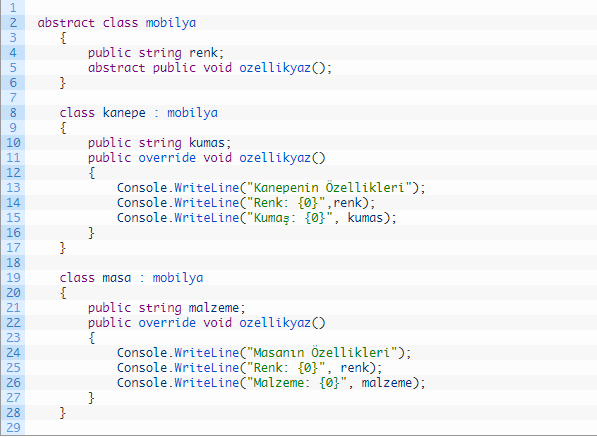 1
2 abstract class mobilya
3 {
4 public string renk;
5 abstract public void ozellikyaz();
6 }
7
8 class kanepe : mobilya
9 {
10 public string kumas;
11 public override void ozellikyaz()
12 {
13 Console.WriteLine("Kanepenin Özellikleri");
14 Console.WriteLine("Renk: {0}",renk);
15 Console.WriteLine("Kumaş: {0}", kumas);
16 }
17 }
18
19 class masa : mobilya
20 {
21 public string malzeme;
22 public override void ozellikyaz()
23 {
24 Console.WriteLine("Masanın Özellikleri");
25 Console.WriteLine("Renk: {0}", renk);
26 Console.WriteLine("Malzeme: {0}", malzeme);
27 }
28 }
29